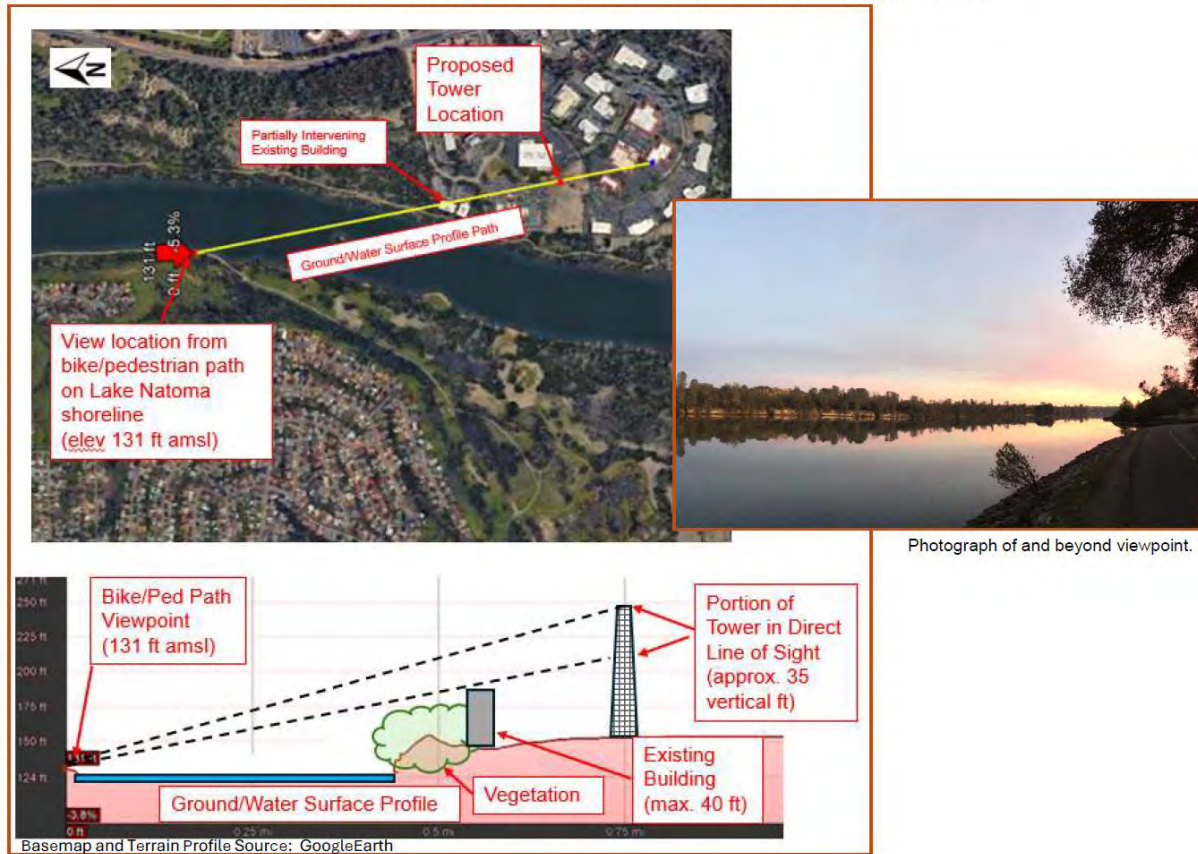 N
Proposed
Tower
Location
Partially Intervening
Existing Building
131 ft
-5.3%
0 ft
Ground/Water Surface Profile Path
View location from
bike/pedestrian path
on Lake Natoma
shoreline
(elev 131 ft amsl)
Photograph of and beyond viewpoint.
271 ft
250 ft
225 ft
200 ft
175 ft
150 ft
124 ft
Bike/Ped Path
Viewpoint
(131 ft amsl)
Portion of
Tower in Direct
Line of Sight
(approx. 35
vertical ft)
Existing
Building
(max. 40 ft)
Vegetation
Ground/Water Surface Profile
-3.8%
0 ft
0.25 mi
0.5 mi
0.75 mi
Basemap and Terrain Profile Source: GoogleEarth